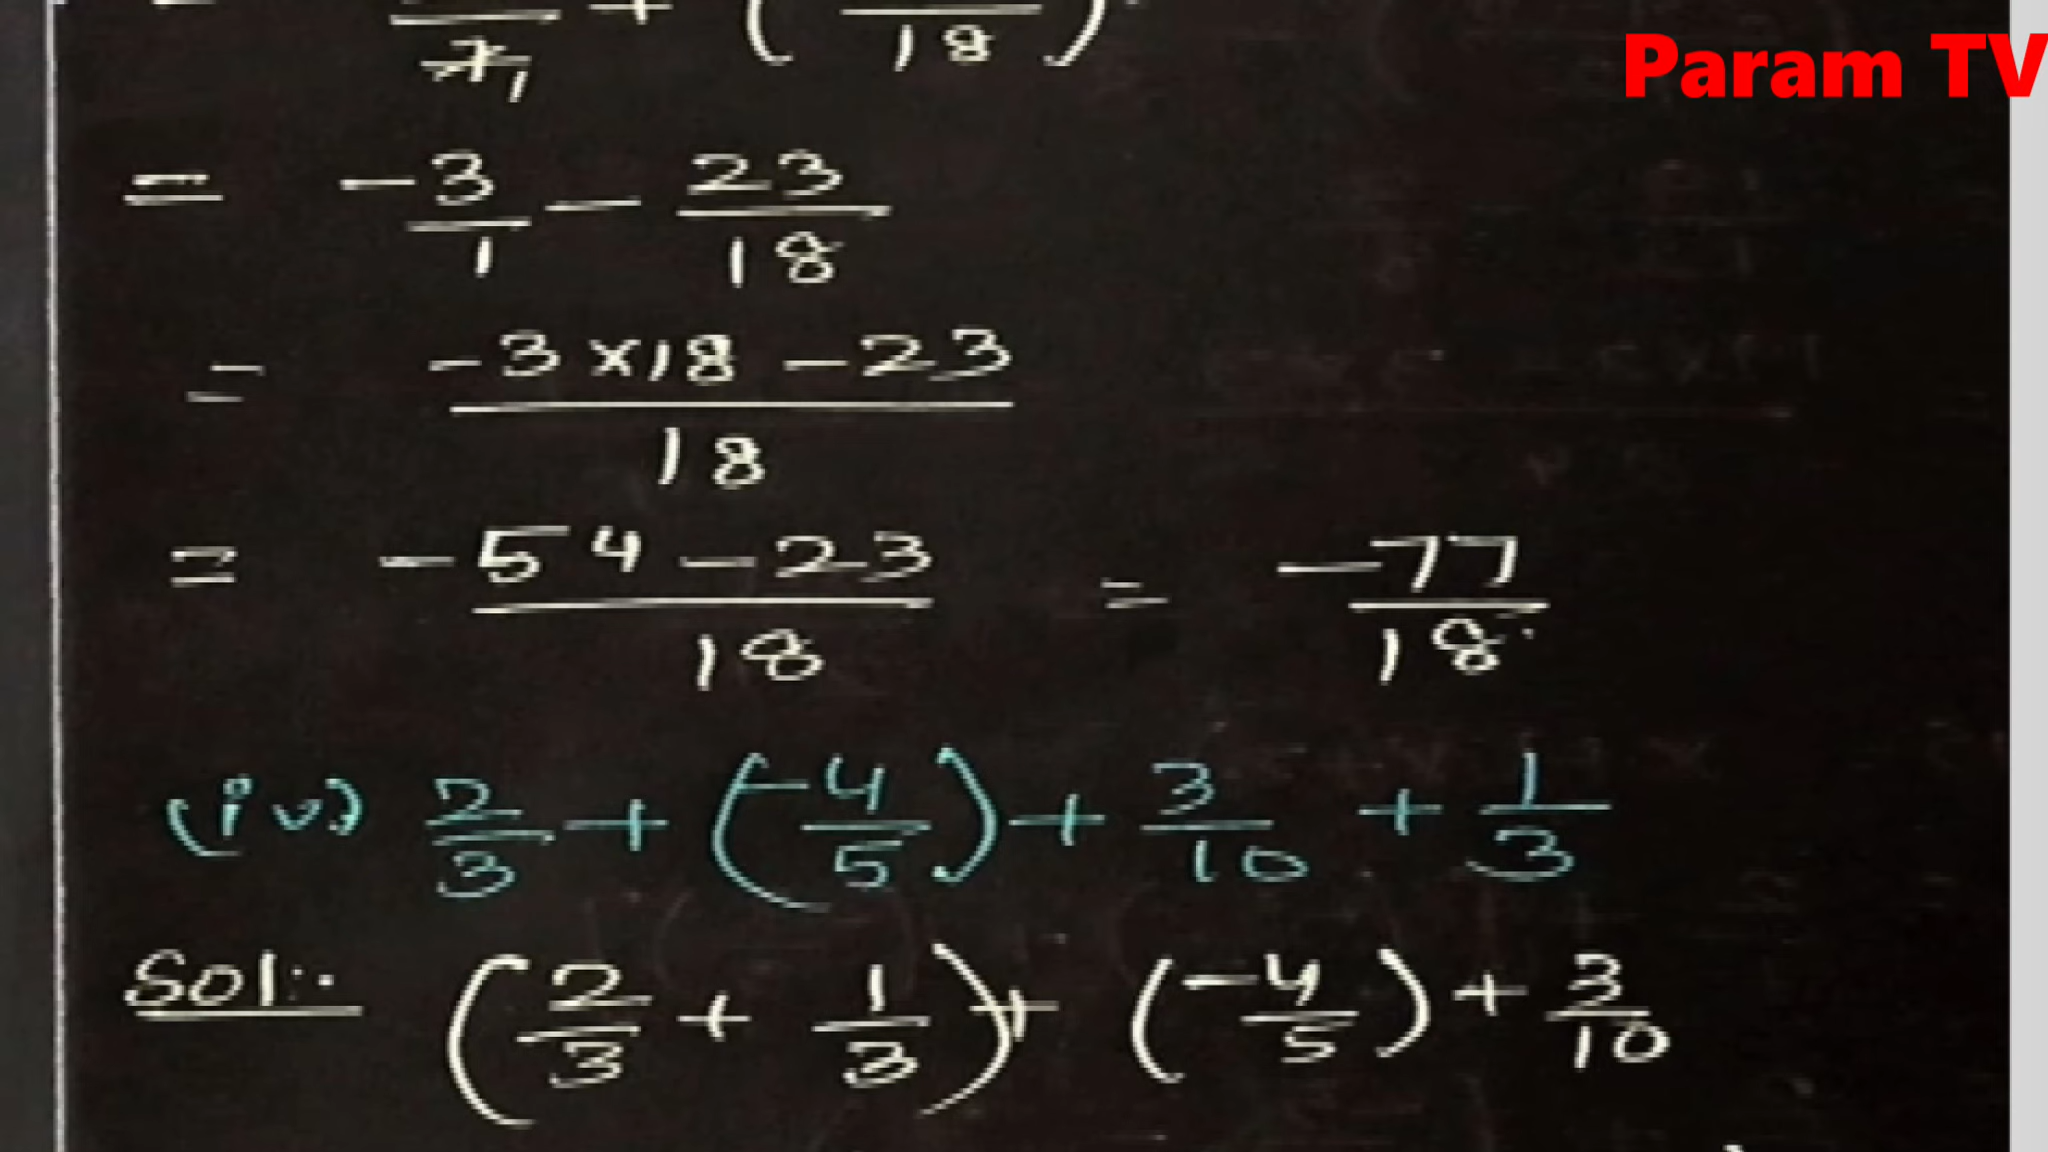 + ( /18)
Param TV
= -3/1 - 23/18
= -3×18 -23/18
= -54 -23/18 = -77/18
(iv) 2/3 + (-4/5) + 3/10 + 1/3
Sol:. (2/3 + 1/3) + (-4/5) + 3/10